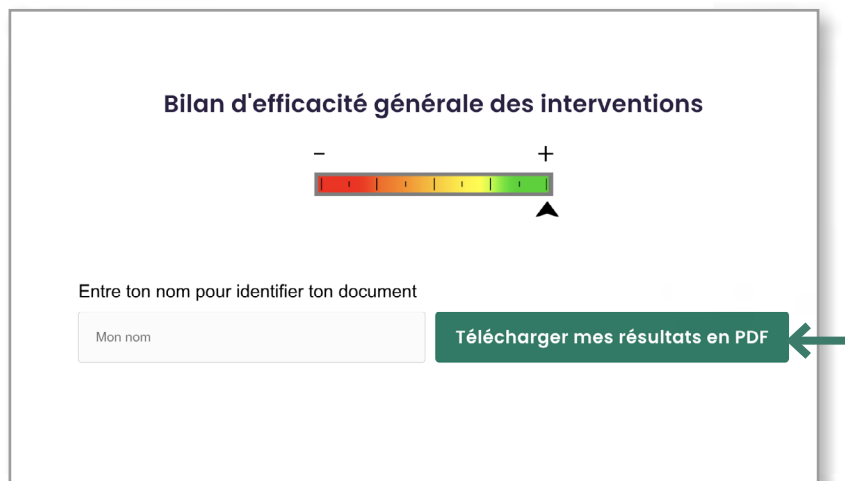 Bilan d'efficacité générale des interventions
- +
Entre ton nom pour identifier ton document
Mon nom
Télécharger mes résultats en PDF